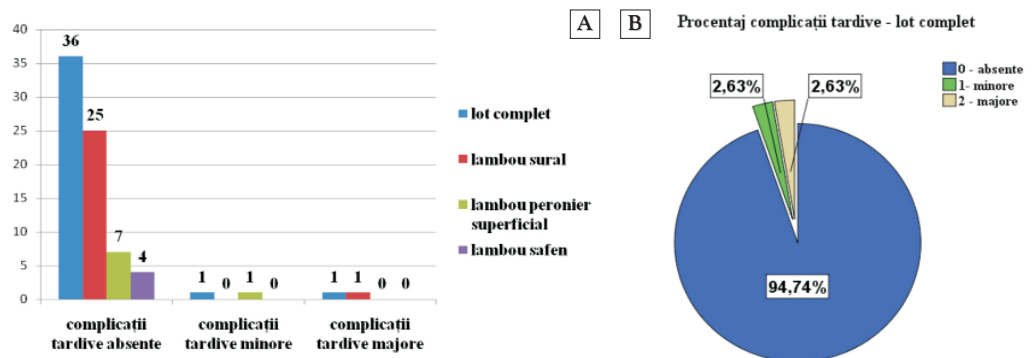 40
35
30
25
20
15
10
5
0
36
25
7
4
1
0
1
0
1
1
0
0
complicații
tardive absente
complicații
tardive minore
complicații
tardive majore
lot complet
lambou sural
lambou peronier
superficial
lambou safen
A
B
Procentaj complicații tardive - lot complet
0 - absente
1- minore
2 - majore
2,63%
2,63%
94,74%